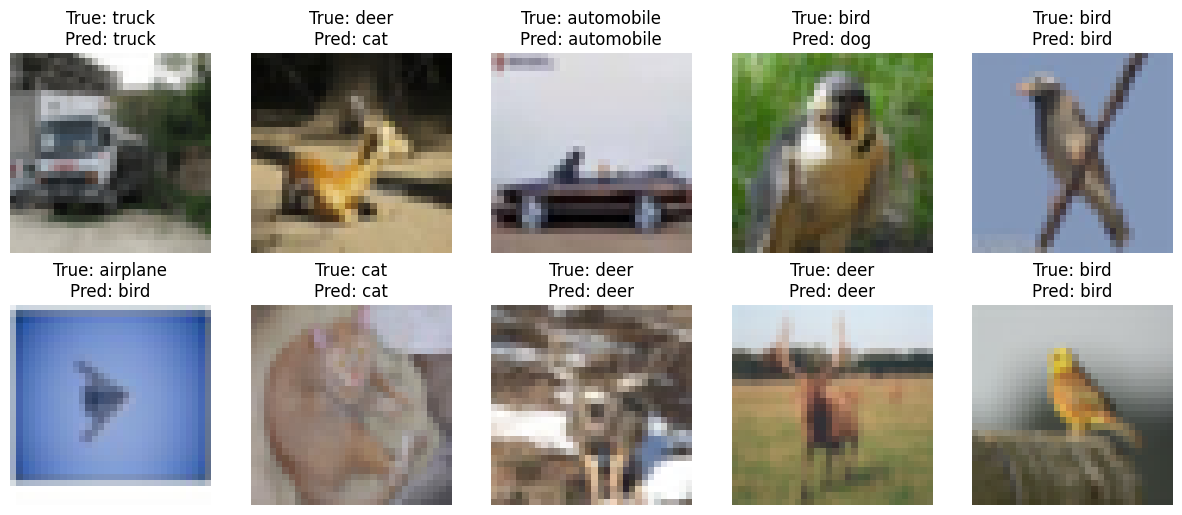 True: truck
Pred: truck
True: deer
Pred: cat
True: automobile
Pred: automobile
True: bird
Pred: dog
True: bird
Pred: bird
True: airplane
Pred: bird
True: cat
Pred: cat
True: deer
Pred: deer
True: deer
Pred: deer
True: bird
Pred: bird